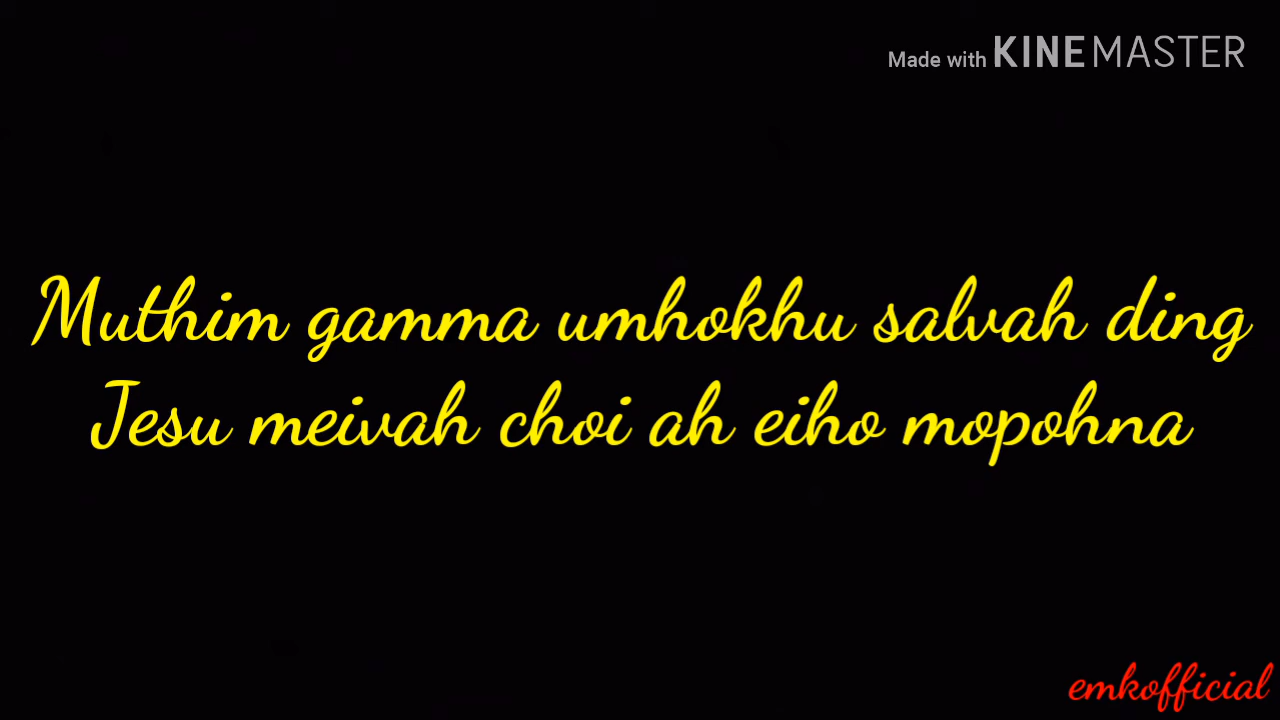 Made with KINEMASTER
Muthim gamma umhokhu salvah ding
Jesu meivah choi ah eiho mopohna
emkofficial